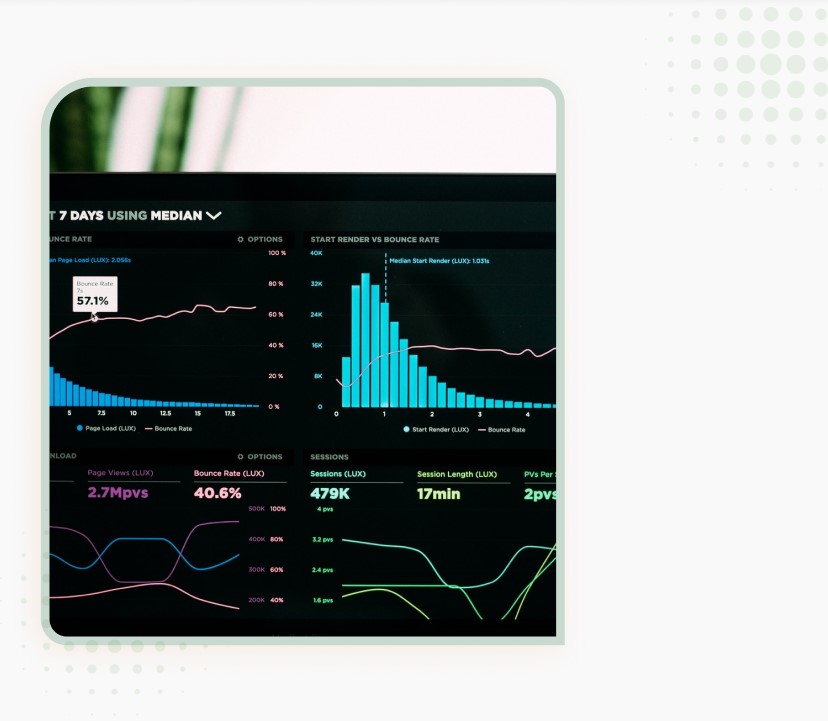 T 7 DAYS USING MEDIAN
UNCE RATE
OPTIONS
an Page Load (LUX): 2.056s
Bounce Rate
7s
57.1%
100 %
80 %
60 %
40 %
20 %
0 %
5 7.5 10 12.5 15 17.5
Page Load (LUX) Bounce Rate
START RENDER VS BOUNCE RATE
Median Start Render (LUX): 1.031s
40K
32K
24K
16K
8K
0
0 1 2 3 4
Start Render (LUX) Bounce Rate
NLOAD
OPTIONS
Page Views (LUX) Bounce Rate (LUX)
2.7Mpvs 40.6%
500K 100%
400K 80%
300K 60%
200K 40%
SESSIONS
Sessions (LUX) Session Length (LUX) PVs Per
479K 17min 2pvs
4 pvs
3.2 pvs
2.4 pvs
1.6 pvs